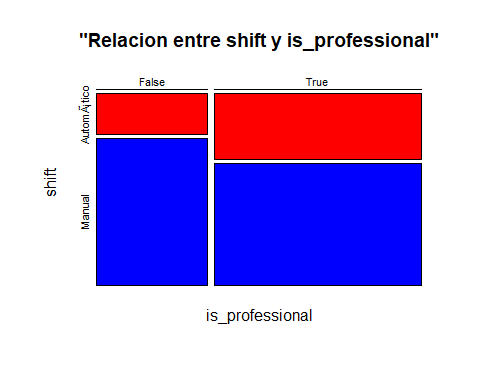 "Relacion entre shift y is_professional"
False
True
AutomÃ¡tico
Manual
shift
is_professional